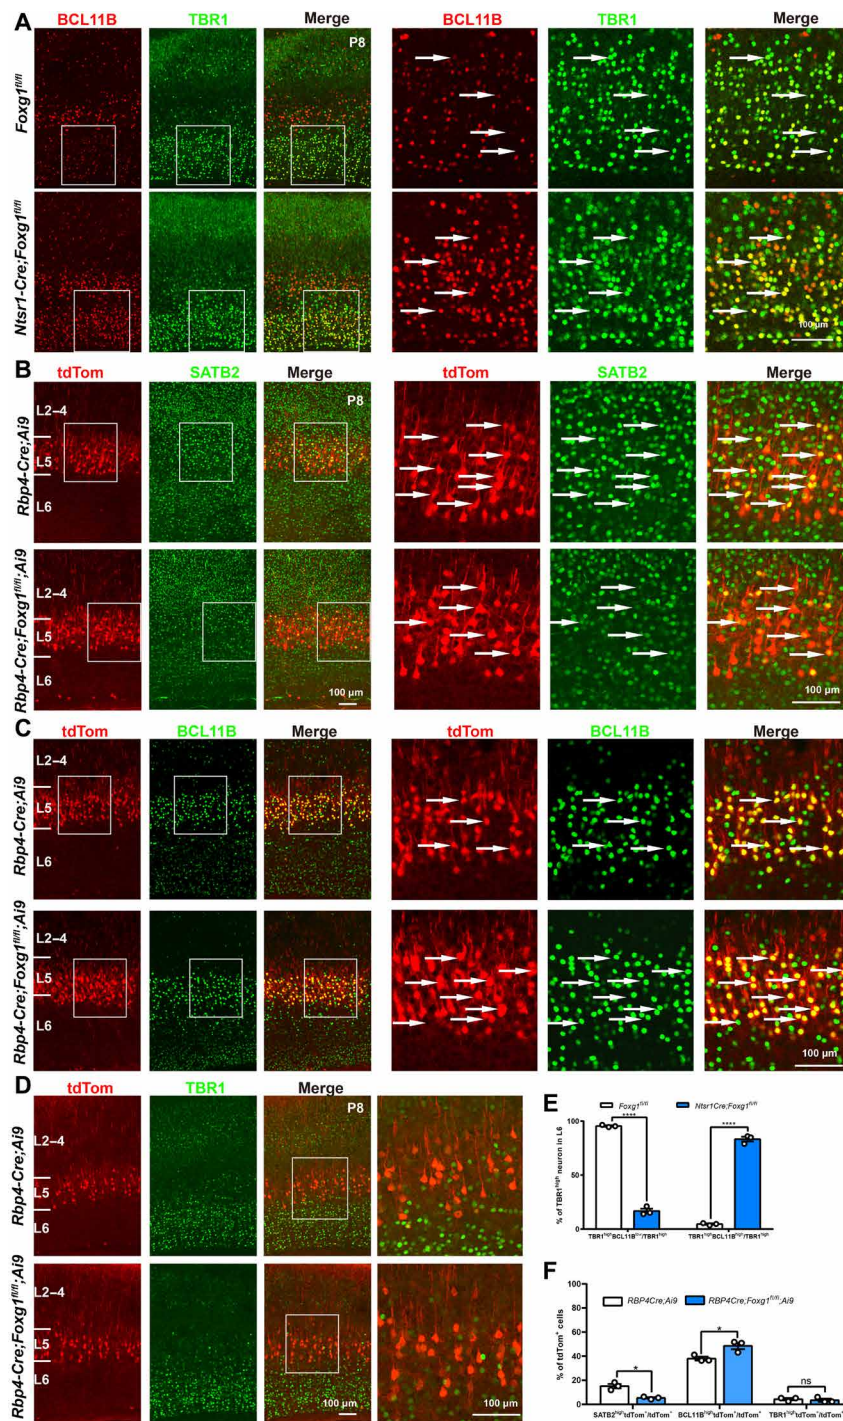 A
BCL11B TBR1 Merge BCL11B TBR1 Merge
P8
Foxg1fl/fl
Ntsr1-Cre;Foxg1fl/fl
100 µm
B
tdTom SATB2 Merge tdTom SATB2 Merge
P8
Rbp4-Cre;Ai9
L2–4
L5
L6
Rbp4-Cre;Foxg1fl/fl;Ai9
L2–4
L5
L6
100 µm
100 µm
C
tdTom BCL11B Merge tdTom BCL11B Merge
Rbp4-Cre;Ai9
L2–4
L5
L6
Rbp4-Cre;Foxg1fl/fl;Ai9
L2–4
L5
L6
100 µm
D
tdTom TBR1 Merge
P8
Rbp4-Cre;Ai9
L2–4
L5
L6
Rbp4-Cre;Foxg1fl/fl;Ai9
L2–4
L5
L6
100 µm
100 µm
E
Foxg1fl/fl Ntsr1Cre;Foxg1fl/fl
% of TBR1high neuron in L6
100
50
0
**** ****
TBR1highBCL11Blow/TBR1high TBR1highBCL11Bhigh/TBR1high
F
RBP4Cre;Ai9 RBP4Cre;Foxg1fl/fl;Ai9
% of tdTom+ cells
100
80
60
40
20
0
* * ns
SATB2hightdTom+/tdTom+ BCL11BhightdTom+/tdTom+ TBR1hightdTom+/tdTom+